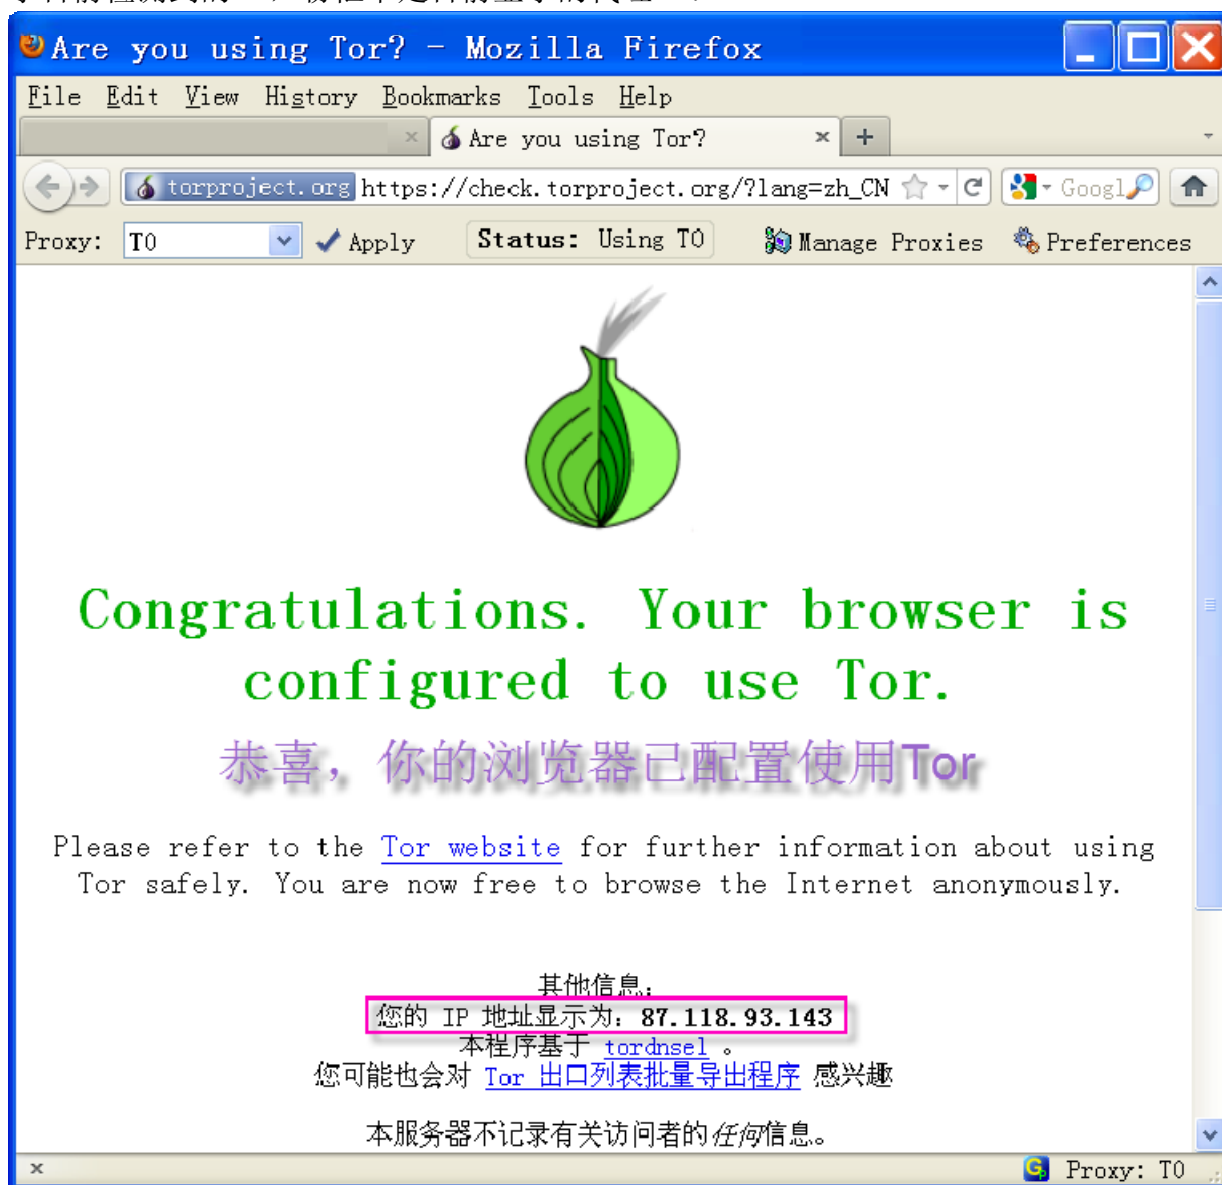 Are you using Tor? - Mozilla Firefox
File Edit View History Bookmarks Tools Help
Are you using Tor?
torproject.org https://check.torproject.org/?lang=zh_CN Googl
Proxy: T0 Apply Status: Using T0 Manage Proxies Preferences
Congratulations. Your browser is
configured to use Tor.
恭喜，你的浏览器已配置使用Tor
Please refer to the Tor website for further information about using
Tor safely. You are now free to browse the Internet anonymously.
其他信息：
您的 IP 地址显示为：87.118.93.143
本程序基于 tordnsel 。
您可能也会对 Tor 出口列表批量导出程序 感兴趣
本服务器不记录有关访问者的任何信息。
Proxy: T0